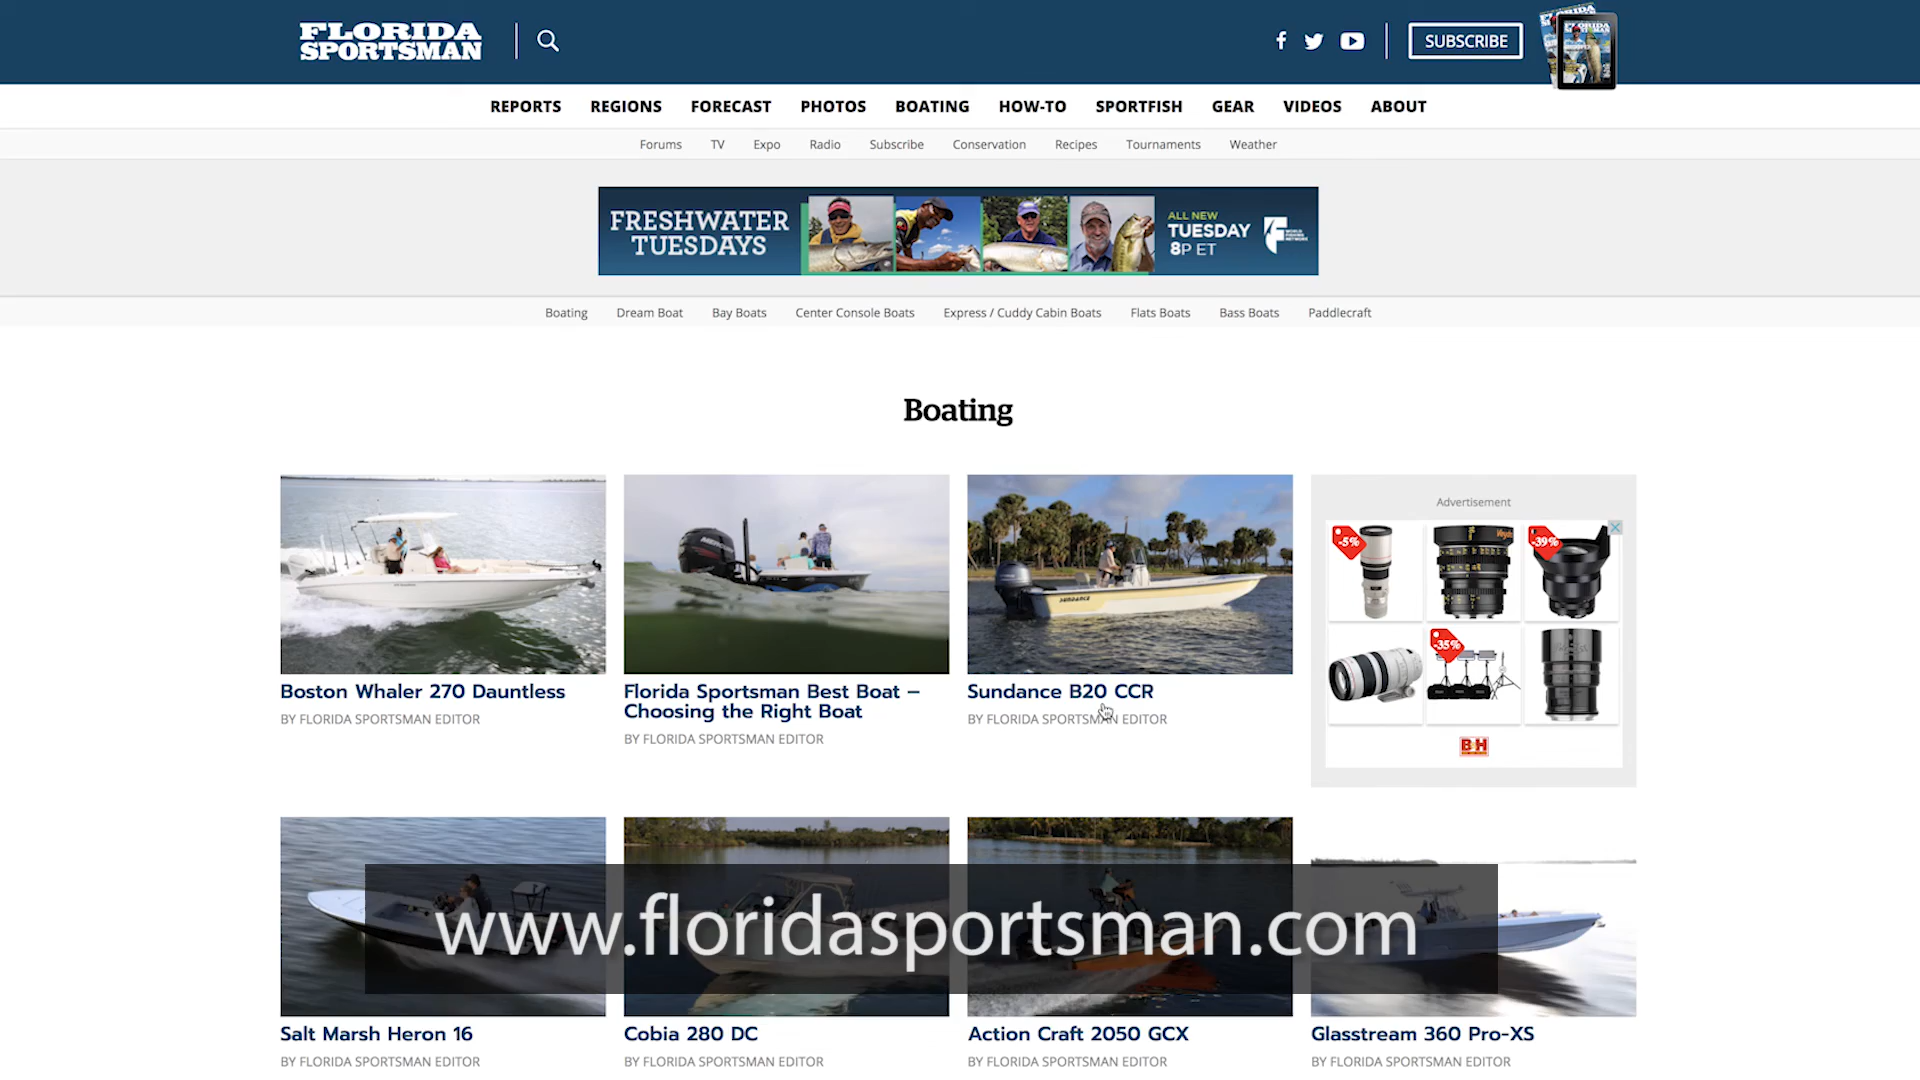 FLORIDA
SPORTSMAN
SUBSCRIBE
REPORTS REGIONS FORECAST PHOTOS BOATING HOW-TO SPORTFISH GEAR VIDEOS ABOUT
Forums TV Expo Radio Subscribe Conservation Recipes Tournaments Weather
FRESHWATER
TUESDAYS
ALL NEW
TUESDAY
8P ET
WORLD
FISHING
NETWORK
Boating Dream Boat Bay Boats Center Console Boats Express / Cuddy Cabin Boats Flats Boats Bass Boats Paddlecraft
Boating
Advertisement
-5%
-39%
-35%
B&H
SUNDANCE
Boston Whaler 270 Dauntless
BY FLORIDA SPORTSMAN EDITOR
Florida Sportsman Best Boat –
Choosing the Right Boat
BY FLORIDA SPORTSMAN EDITOR
Sundance B20 CCR
BY FLORIDA SPORTSMAN EDITOR
www.floridasportsman.com
Salt Marsh Heron 16
BY FLORIDA SPORTSMAN EDITOR
Cobia 280 DC
BY FLORIDA SPORTSMAN EDITOR
Action Craft 2050 GCX
BY FLORIDA SPORTSMAN EDITOR
Glasstream 360 Pro-XS
BY FLORIDA SPORTSMAN EDITOR